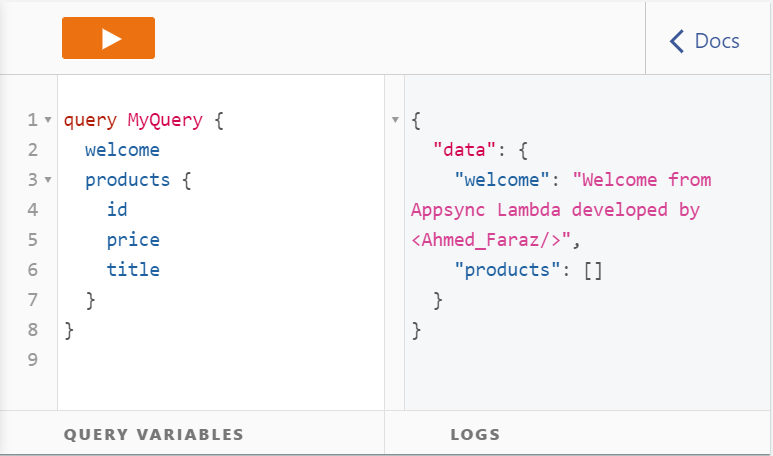 Docs
1 query MyQuery {
2 welcome
3 products {
4 id
5 price
6 title
7 }
8 }
9
{
"data": {
"welcome": "Welcome from
Appsync Lambda developed by
<Ahmed_Faraz/>",
"products": []
}
}
QUERY VARIABLES
LOGS